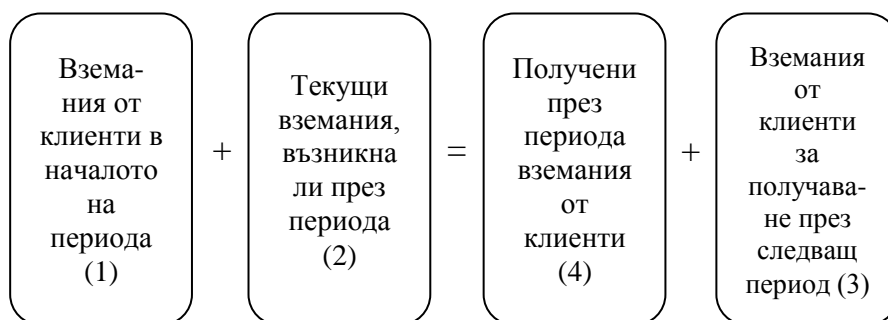 Взема-
ния от
клиенти в
началото
на
периода
(1)
+
Текущи
вземания,
възникна
ли през
периода
(2)
=
Получени
през
периода
вземания
от
клиенти
(4)
+
Вземания
от
клиенти
за
получава-
не през
следващ
период (3)